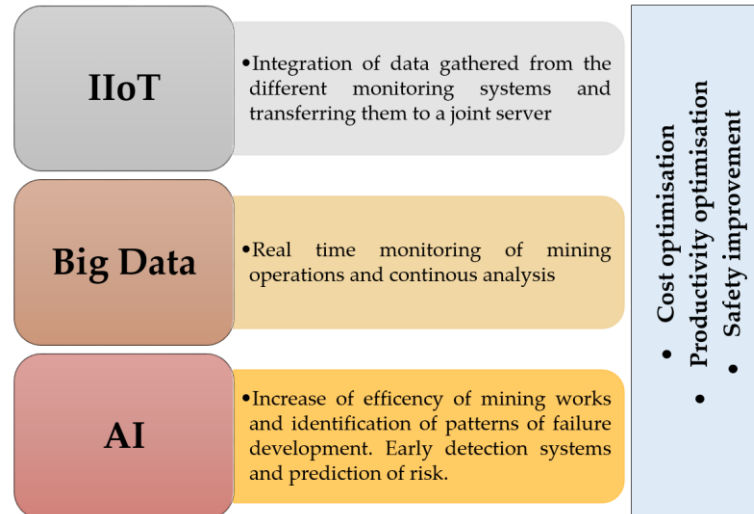 IIoT
•Integration of data gathered from the
different monitoring systems and
transferring them to a joint server
Big Data
•Real time monitoring of mining
operations and continous analysis
AI
•Increase of efficency of mining works
and identification of patterns of failure
development. Early detection systems
and prediction of risk.
• Cost optimisation
• Productivity optimisation
• Safety improvement